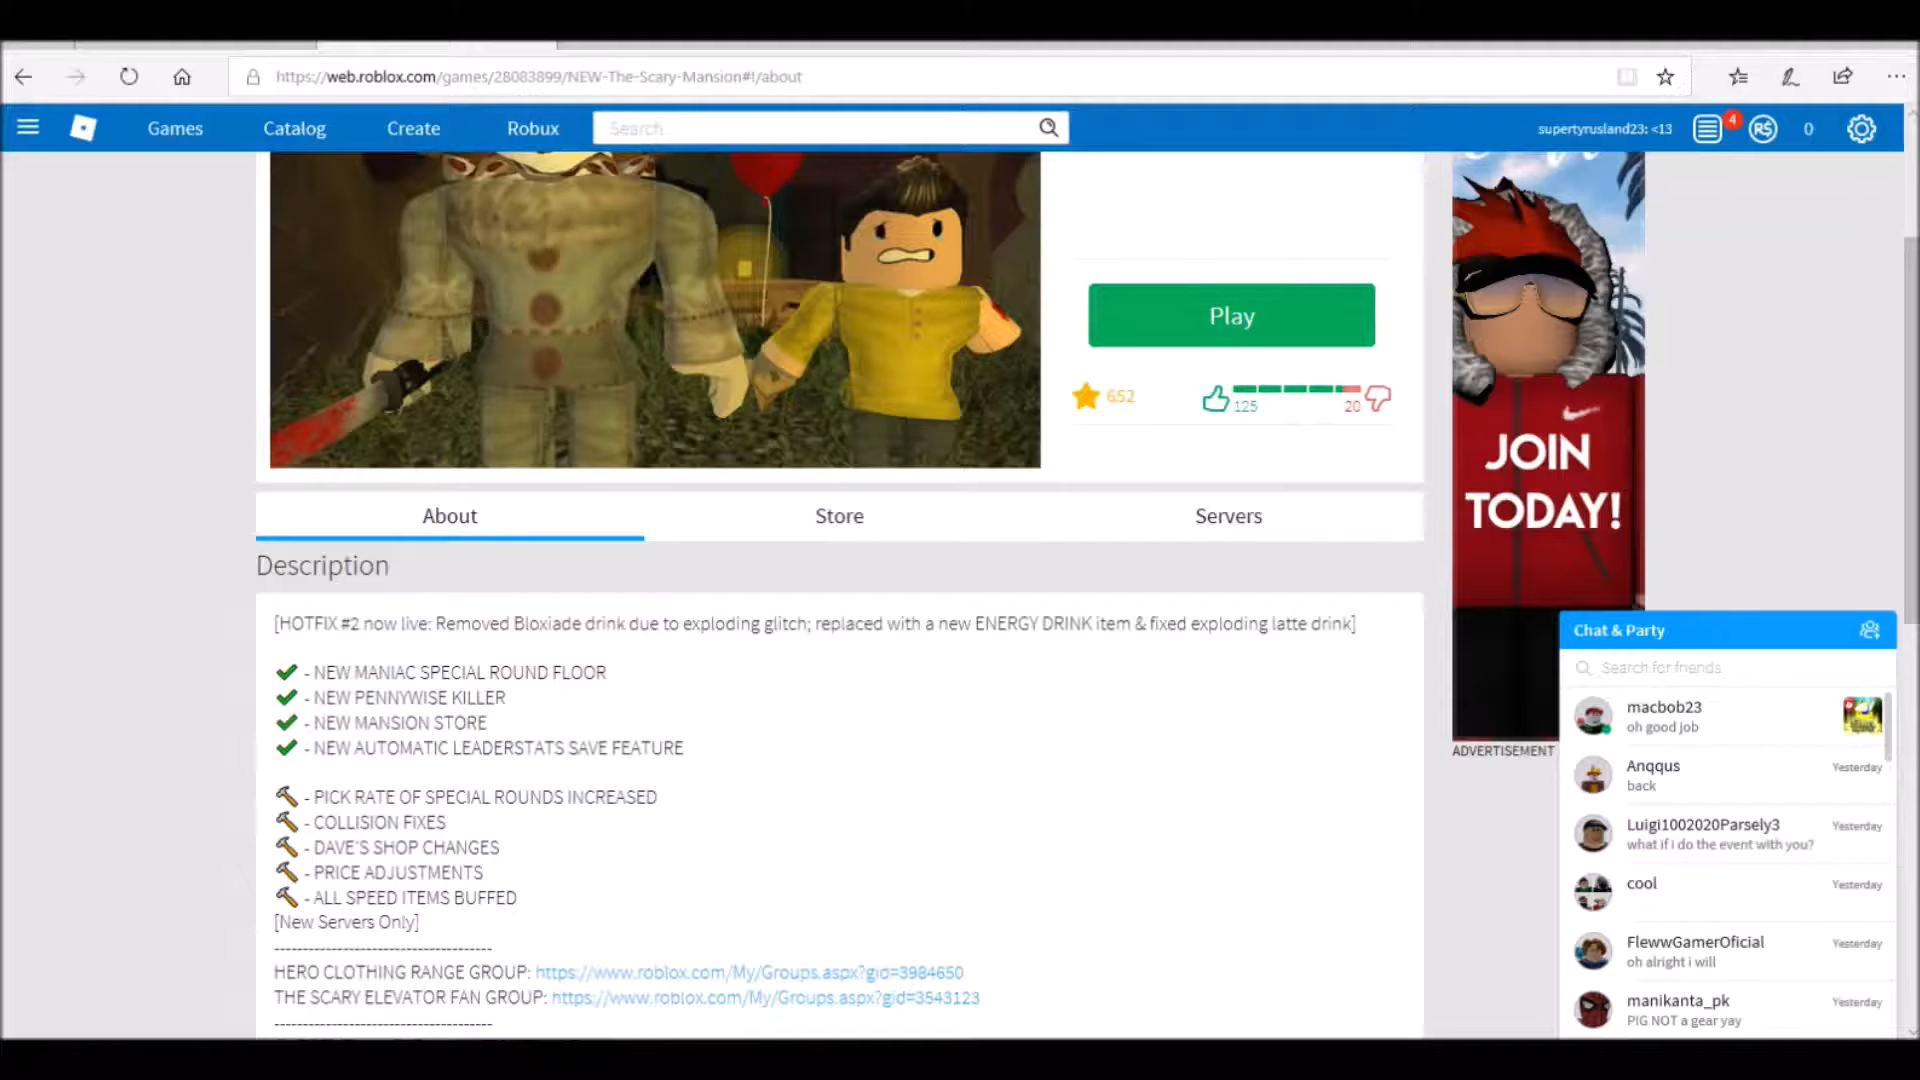 https://web.roblox.com/games/28083899/NEW-The-Scary-Mansion#!/about
Games
Catalog
Create
Robux
Search
supertyrusland23: <13
4
R$
0
Play
652
125
20
JOIN
TODAY!
ADVERTISEMENT
About
Store
Servers
Description
[HOTFIX #2 now live: Removed Bloxiade drink due to exploding glitch; replaced with a new ENERGY DRINK item & fixed exploding latte drink]
✔ - NEW MANIAC SPECIAL ROUND FLOOR
✔ - NEW PENNYWISE KILLER
✔ - NEW MANSION STORE
✔ - NEW AUTOMATIC LEADERSTATS SAVE FEATURE
🔨 - PICK RATE OF SPECIAL ROUNDS INCREASED
🔨 - COLLISION FIXES
🔨 - DAVE'S SHOP CHANGES
🔨 - PRICE ADJUSTMENTS
🔨 - ALL SPEED ITEMS BUFFED
[New Servers Only]
-------------------------------------
HERO CLOTHING RANGE GROUP: https://www.roblox.com/My/Groups.aspx?gid=3984650
THE SCARY ELEVATOR FAN GROUP: https://www.roblox.com/My/Groups.aspx?gid=3543123
-------------------------------------
Chat & Party
Search for friends
macbob23
oh good job
Anqqus
Yesterday
back
Luigi1002020Parsely3
Yesterday
what if i do the event with you?
cool
Yesterday
FlewwGamerOficial
Yesterday
oh alright i will
manikanta_pk
Yesterday
PIG NOT a gear yay